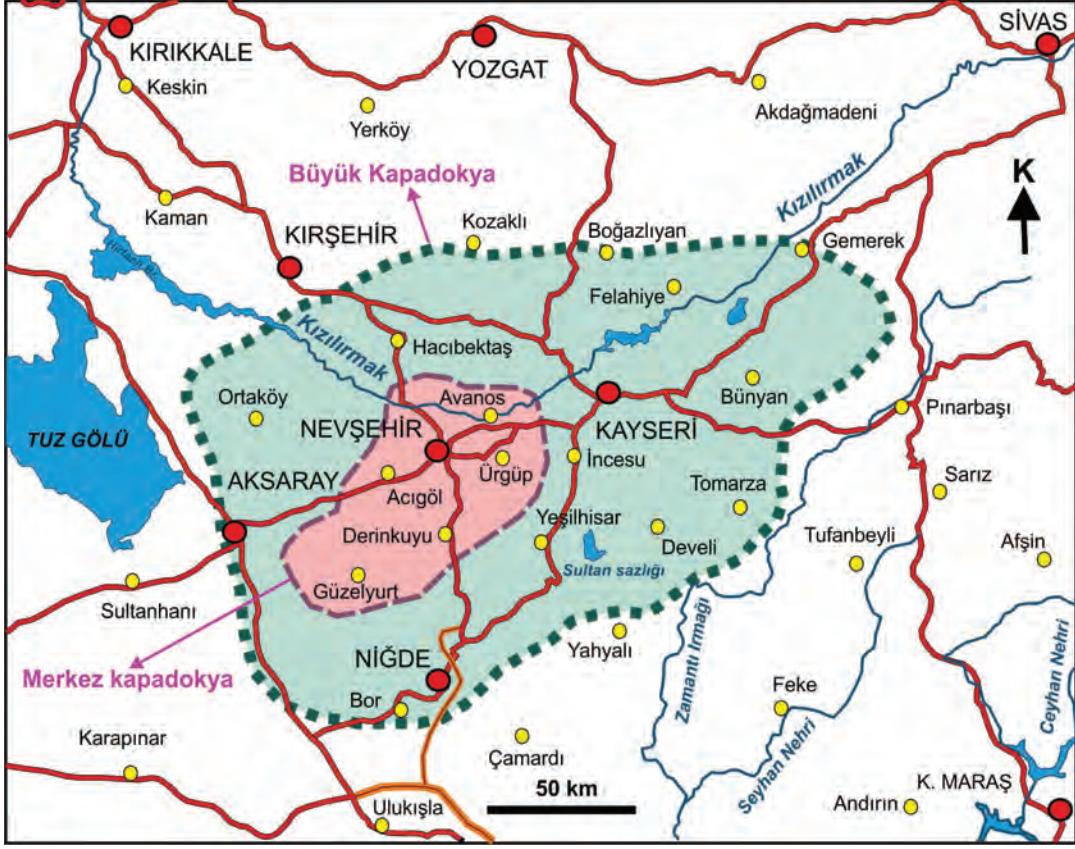 SİVAS
KIRIKKALE
YOZGAT
Keskin
Akdağmadeni
Yerköy
Büyük Kapadokya
K
Kızılırmak
Kaman
Kozaklı
Boğazlıyan
Gemerek
KIRŞEHİR
Felahiye
Kızılırmak
Hacıbektaş
Ortaköy
Avanos
Bünyan
Pınarbaşı
NEVŞEHİR
KAYSERİ
TUZ GÖLÜ
İncesu
Ürgüp
AKSARAY
Acıgöl
Tomarza
Sarız
Yeşilhisar
Derinkuyu
Develi
Tufanbeyli
Afşin
Sultan sazlığı
Güzelyurt
Sultanhanı
Yahyalı
NİĞDE
Zamantı Irmağı
Ceyhan Nehri
Merkez kapadokya
Bor
Feke
Karapınar
Çamardı
Seyhan Nehri
50 km
K. MARAŞ
Ulukışla
Andırın